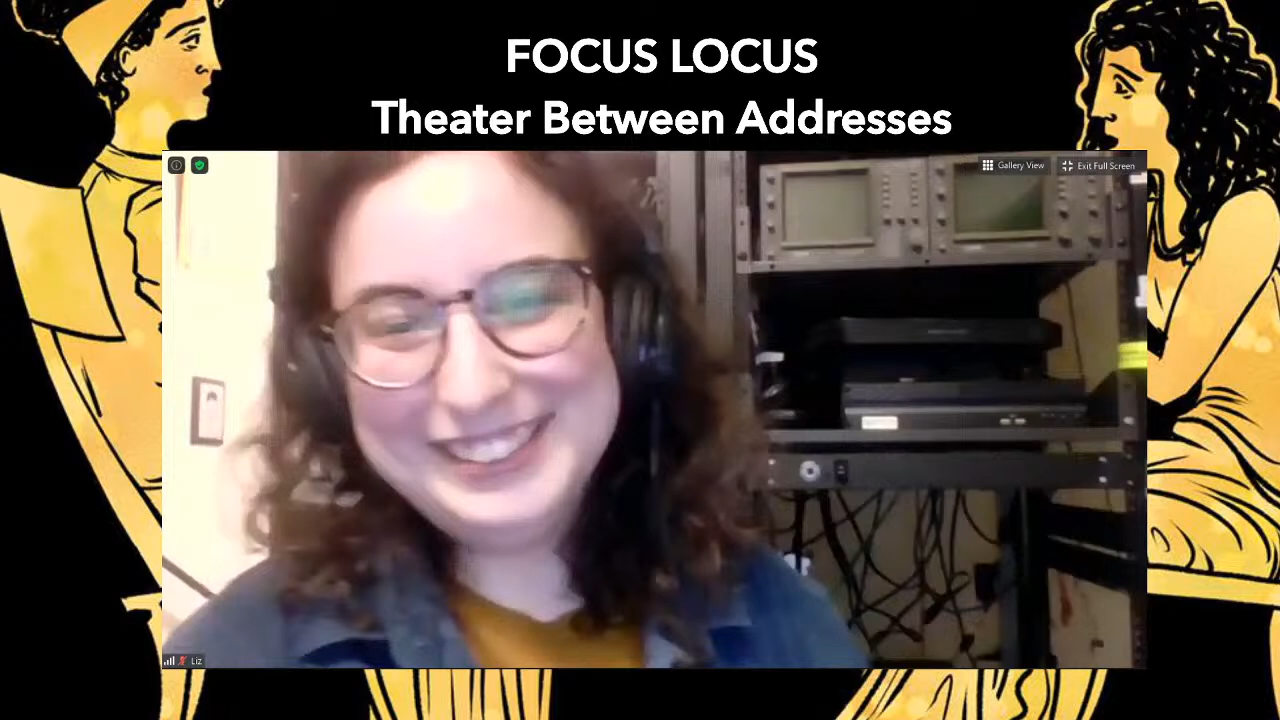 FOCUS LOCUS
Theater Between Addresses
Gallery View
Exit Full Screen
Liz